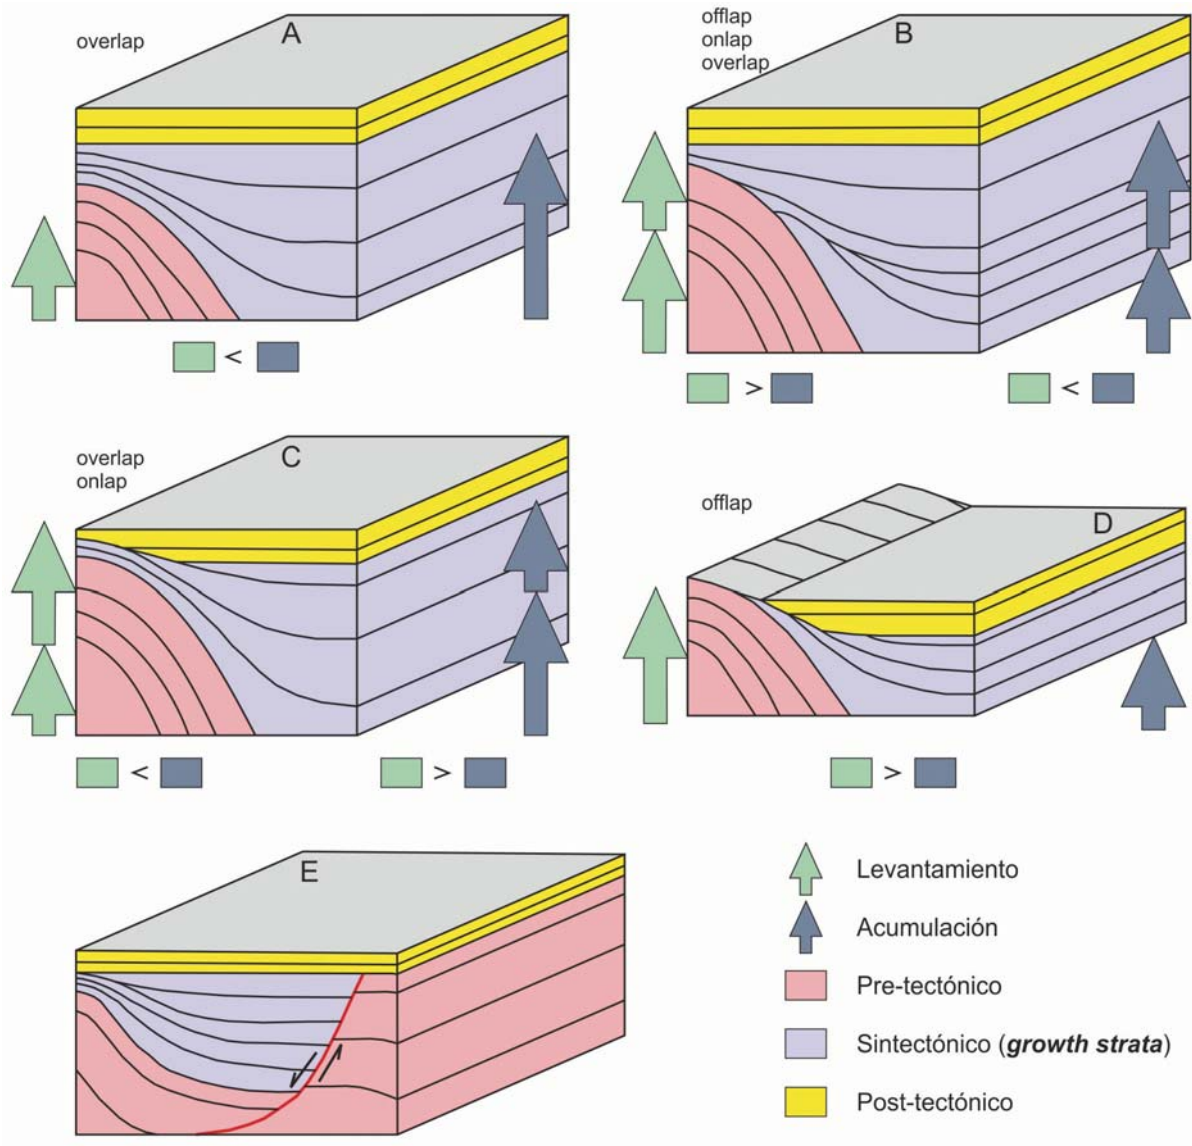 overlap
A
<
offlap
onlap
overlap
B
>
<
overlap
onlap
C
<
>
offlap
D
>
E
Levantamiento
Acumulación
Pre-tectónico
Sintectónico (growth strata)
Post-tectónico